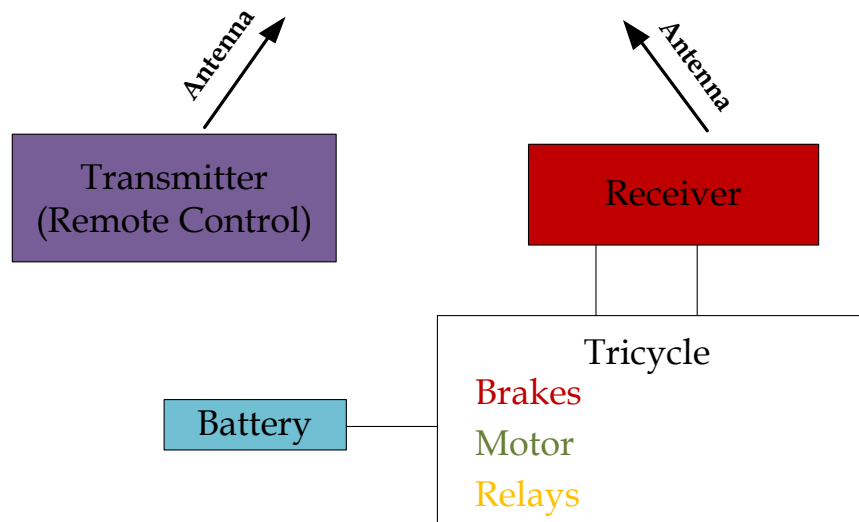 Antenna
Antenna
Transmitter
(Remote Control)
Receiver
Tricycle
Brakes
Battery
Motor
Relays